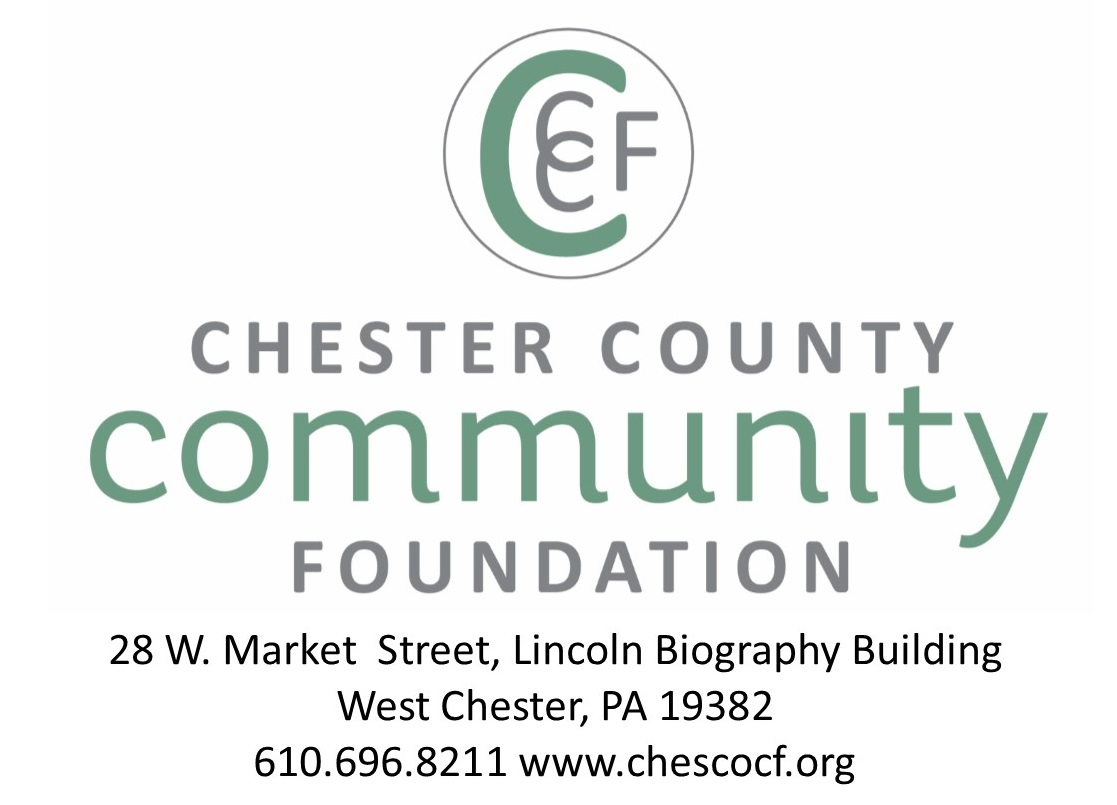 CCCF
CHESTER COUNTY
community
FOUNDATION
28 W. Market  Street, Lincoln Biography Building
West Chester, PA 19382
610.696.8211 www.chescocf.org